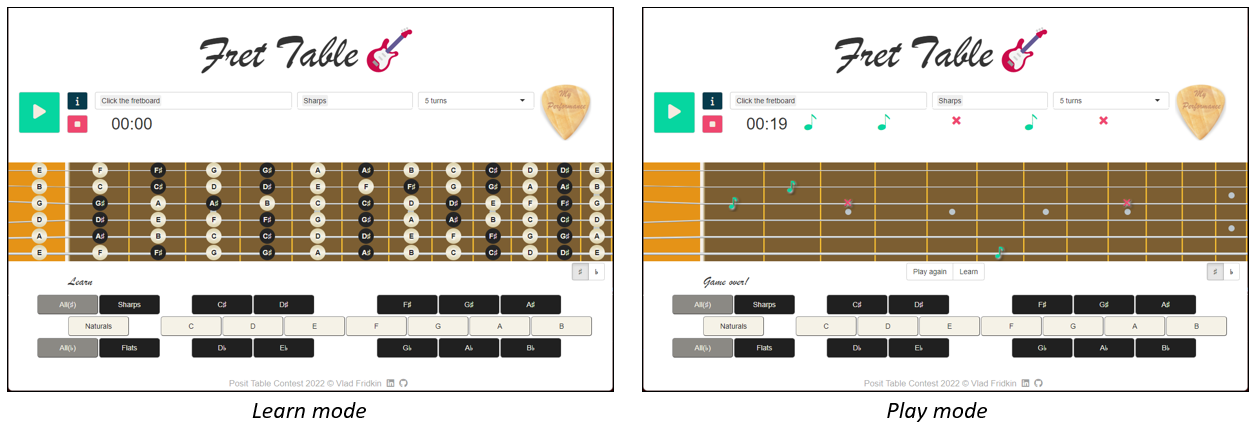 Fret Table
Click the fretboard
Sharps
5 turns
My Performance
00:00
E F F♯ G G♯ A A♯ B C C♯ D D♯ E
B C C♯ D D♯ E F F♯ G G♯ A A♯ B
G G♯ A A♯ B C C♯ D D♯ E F F♯ G
D D♯ E F F♯ G G♯ A A♯ B C C♯ D
A A♯ B C C♯ D D♯ E F F♯ G G♯ A
E F F♯ G G♯ A A♯ B C C♯ D D♯ E
♯ ♭
Learn
All(♯) Sharps C♯ D♯ F♯ G♯ A♯
Naturals C D E F G A B
All(♭) Flats D♭ E♭ G♭ A♭ B♭
Posit Table Contest 2022 © Vlad Fridkin
Learn mode
Fret Table
Click the fretboard
Sharps
5 turns
My Performance
00:19
Play again Learn
♯ ♭
Game over!
All(♯) Sharps C♯ D♯ F♯ G♯ A♯
Naturals C D E F G A B
All(♭) Flats D♭ E♭ G♭ A♭ B♭
Posit Table Contest 2022 © Vlad Fridkin
Play mode